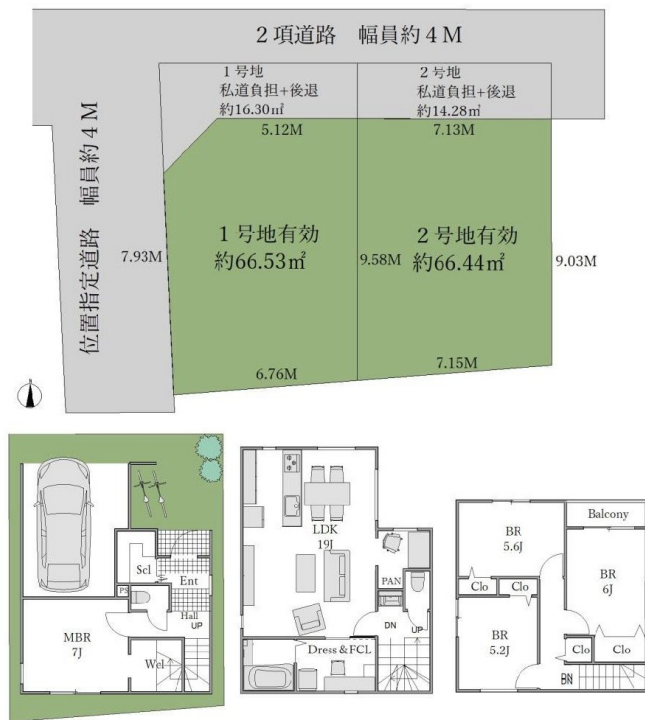 2項道路 幅員約4M
1号地
私道負担+後退
約16.30㎡
2号地
私道負担+後退
約14.28㎡
5.12M
7.13M
位置指定道路 幅員約4M
7.93M
1号地有効
約66.53㎡
9.58M
2号地有効
約66.44㎡
9.03M
6.76M
7.15M
Scl
Ent
PS
Hall
UP
MBR
7J
Wcl
LDK
19J
PAN
DN
UP
Dress&FCL
BR
5.6J
Balcony
BR
6J
Clo
Clo
BR
5.2J
Clo
Clo
DN